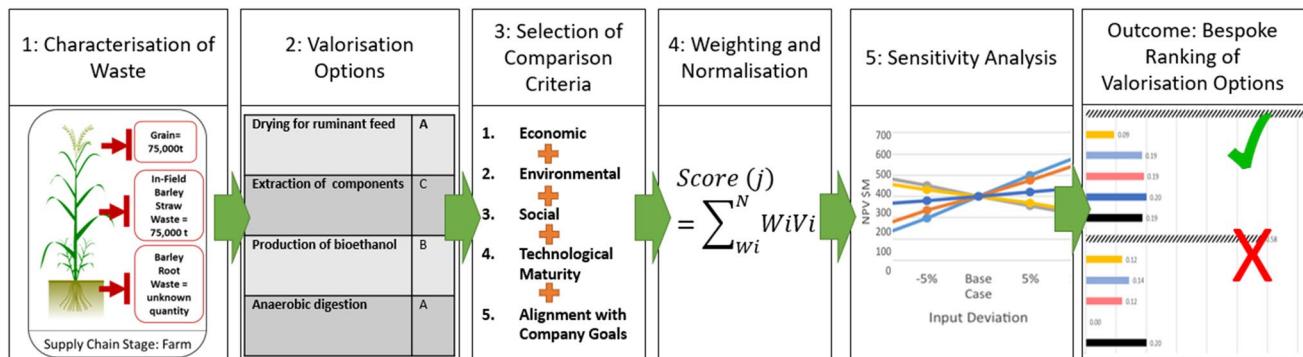 1: Characterisation of
Waste
Grain=
75,000t
In-Field
Barley
Straw
Waste =
75,000 t
Barley
Root
Waste =
unknown
quantity
Supply Chain Stage: Farm
2: Valorisation
Options
Drying for ruminant feed A
Extraction of components C
Production of bioethanol B
Anaerobic digestion A
3: Selection of
Comparison
Criteria
1. Economic
2. Environmental
3. Social
4. Technological
Maturity
5. Alignment with
Company Goals
4: Weighting and
Normalisation
Score (j)
= ∑ N Wi WiVi
5: Sensitivity Analysis
NPV $M
700
600
500
400
300
200
100
0
-5% Base 5%
Case
Input Deviation
Outcome: Bespoke
Ranking of
Valorisation Options
0.09
0.19
0.19
0.20
0.19
0.58
0.12
0.14
0.12
0.00
0.20